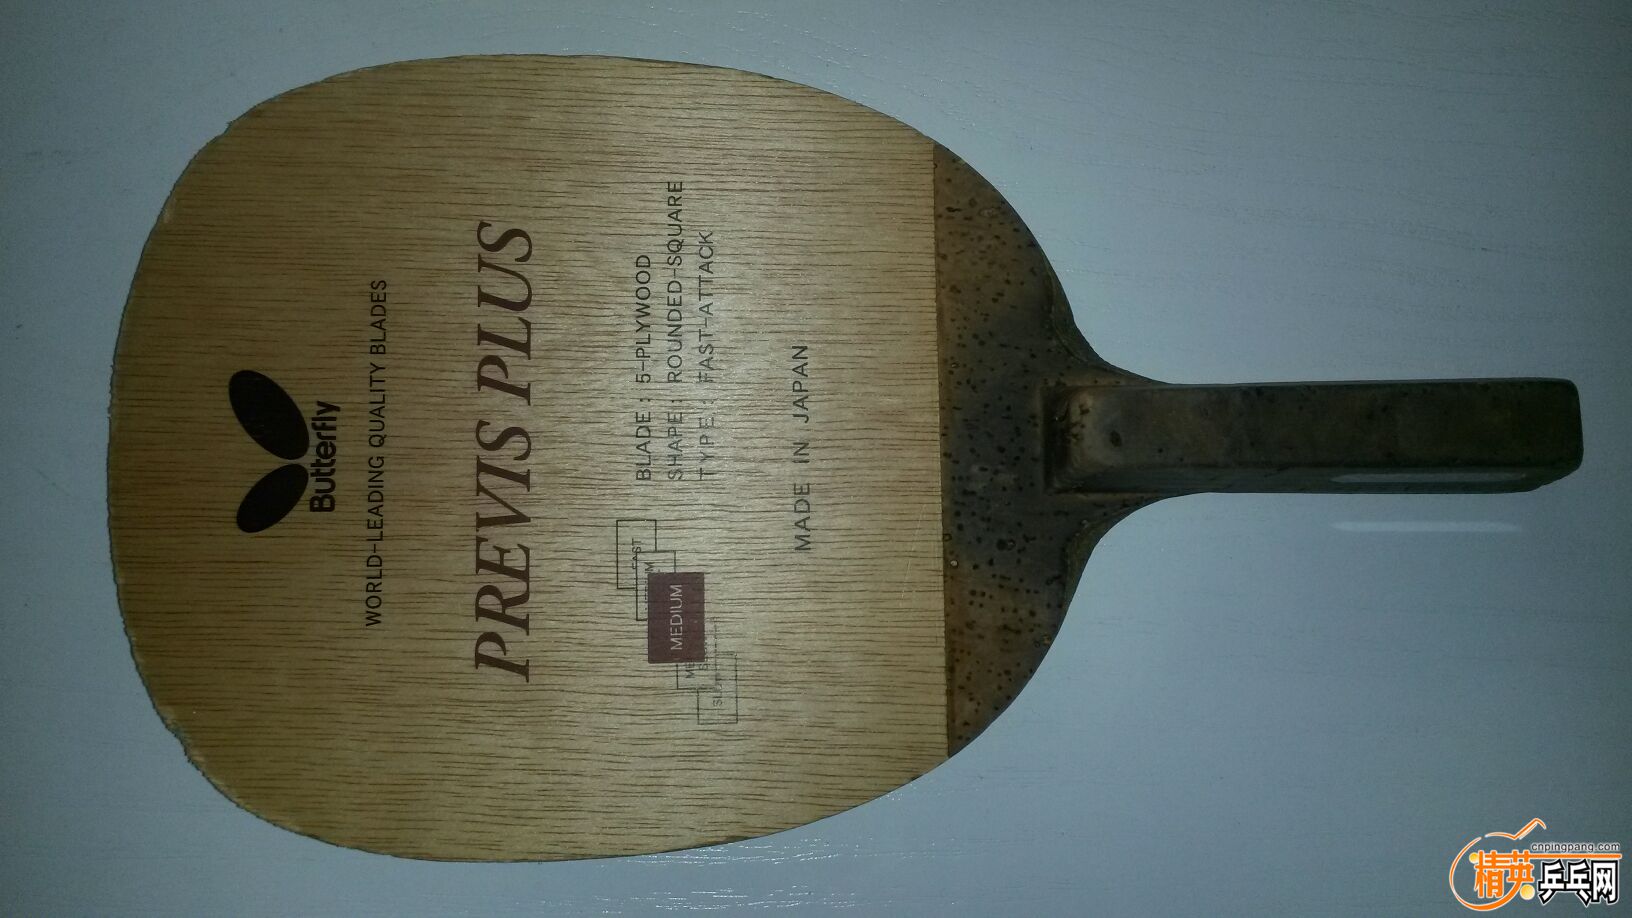 Butterfly
WORLD-LEADING QUALITY BLADES
PREVIS PLUS
BLADE : 5-PLYWOOD
SHAPE : ROUNDED-SQUARE
TYPE : FAST-ATTACK
FAST
MEDIUM
MADE IN JAPAN
cnpingpang.com
精英乒乓网